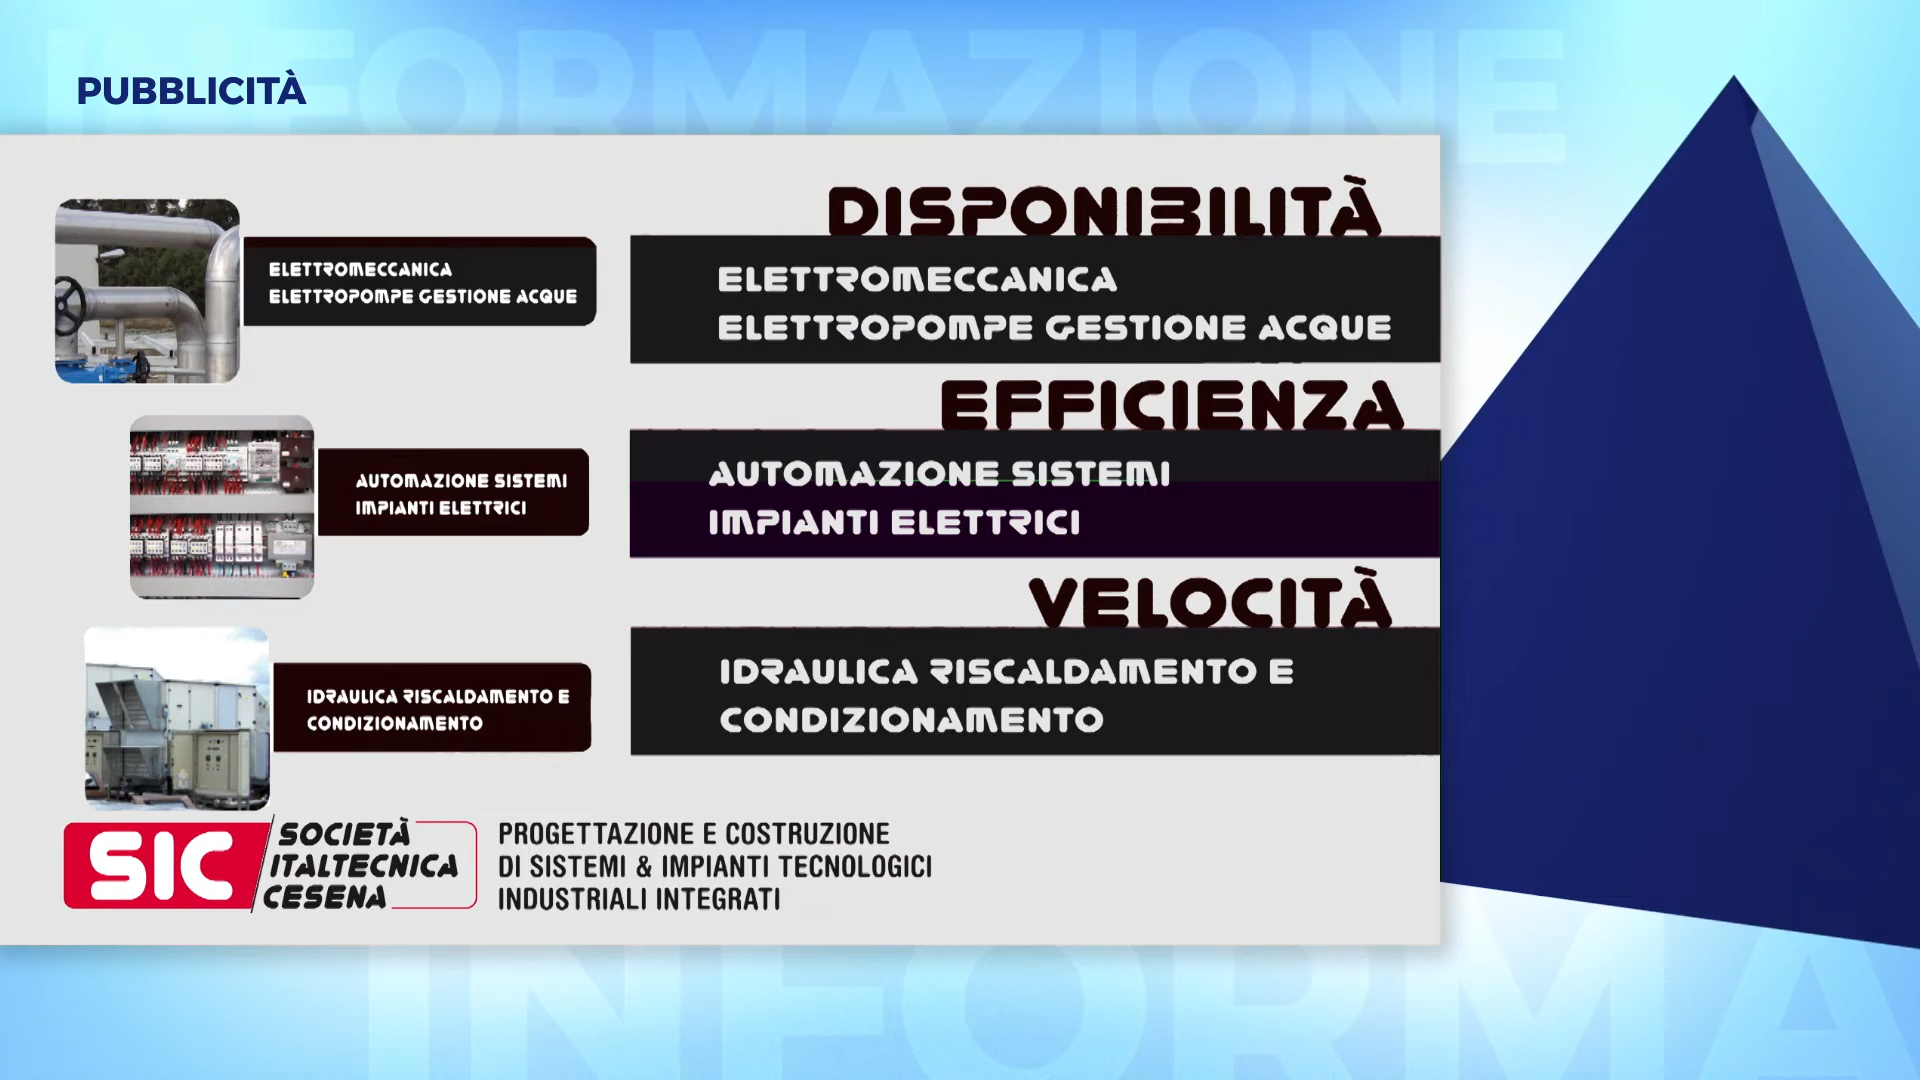 INFORMAZIONE
PUBBLICITÀ
ELETTROMECCANICA
ELETTROPOMPE GESTIONE ACQUE
AUTOMAZIONE SISTEMI
IMPIANTI ELETTRICI
IDRAULICA RISCALDAMENTO E
CONDIZIONAMENTO
DISPONIBILITÀ
ELETTROMECCANICA
ELETTROPOMPE GESTIONE ACQUE
EFFICIENZA
AUTOMAZIONE SISTEMI
IMPIANTI ELETTRICI
VELOCITÀ
IDRAULICA RISCALDAMENTO E
CONDIZIONAMENTO
SIC
SOCIETÀ
ITALTECNICA
CESENA
PROGETTAZIONE E COSTRUZIONE
DI SISTEMI & IMPIANTI TECNOLOGICI
INDUSTRIALI INTEGRATI
INFORMA